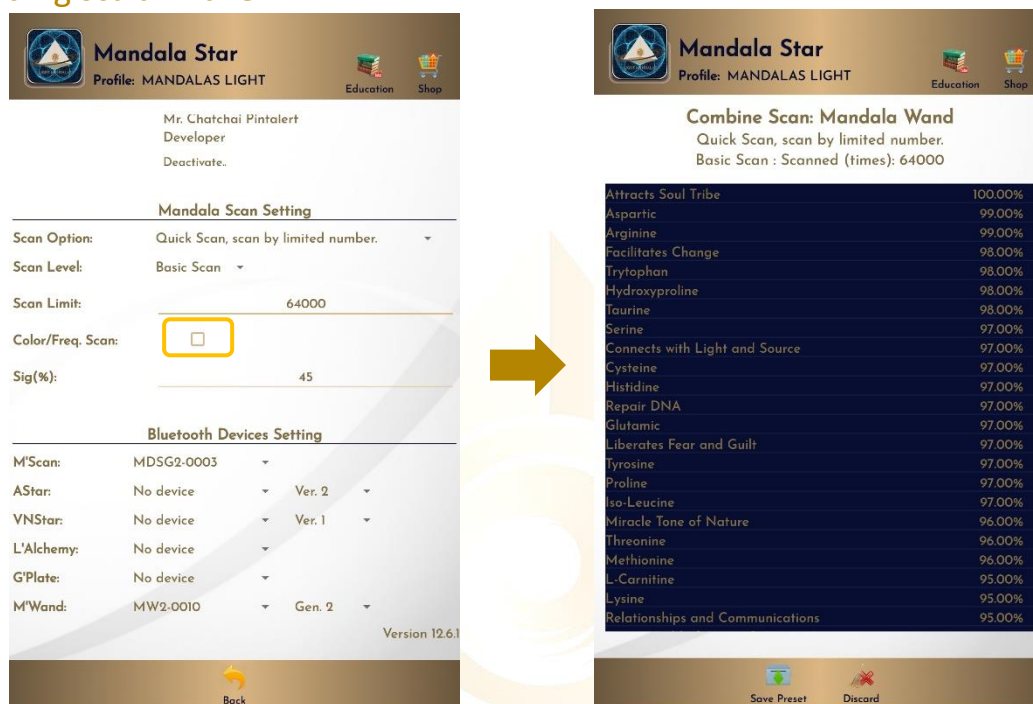 Mandala Star
Profile: MANDALAS LIGHT
Education
Shop
Mr. Chatchai Pintalert
Developer
Deactivate..
Mandala Scan Setting
Scan Option: Quick Scan, scan by limited number.
Scan Level: Basic Scan
Scan Limit: 64000
Color/Freq. Scan:
Sig(%): 45
Bluetooth Devices Setting
M'Scan: MDSG2-0003
AStar: No device Ver. 2
VNStar: No device Ver. 1
L'Alchemy: No device
G'Plate: No device
M'Wand: MW2-0010 Gen. 2
Version 12.6.1
Back
Mandala Star
Profile: MANDALAS LIGHT
Education
Shop
Combine Scan: Mandala Wand
Quick Scan, scan by limited number.
Basic Scan : Scanned (times): 64000
Attracts Soul Tribe 100.00%
Aspartic 99.00%
Arginine 99.00%
Facilitates Change 98.00%
Trytophan 98.00%
Hydroxyproline 98.00%
Taurine 98.00%
Serine 97.00%
Connects with Light and Source 97.00%
Cysteine 97.00%
Histidine 97.00%
Repair DNA 97.00%
Glutamic 97.00%
Liberates Fear and Guilt 97.00%
Tyrosine 97.00%
Proline 97.00%
Iso-Leucine 97.00%
Miracle Tone of Nature 96.00%
Threonine 96.00%
Methionine 96.00%
L-Carnitine 95.00%
Lysine 95.00%
Relationships and Communications 95.00%
Save Preset
Discard